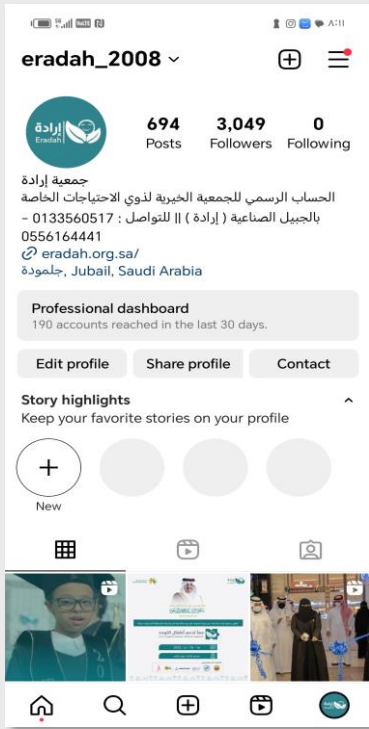 ٨:١١
eradah_2008
إرادة
Eradah
694
Posts
3,049
Followers
0
Following
جمعية إرادة
الحساب الرسمي للجمعية الخيرية لذوي الاحتياجات الخاصة
بالجبيل الصناعية ( إرادة ) || للتواصل : 0133560517 –
0556164441
eradah.org.sa/
جلمودة, Jubail, Saudi Arabia
Professional dashboard
190 accounts reached in the last 30 days.
Edit profile
Share profile
Contact
Story highlights
Keep your favorite stories on your profile
New